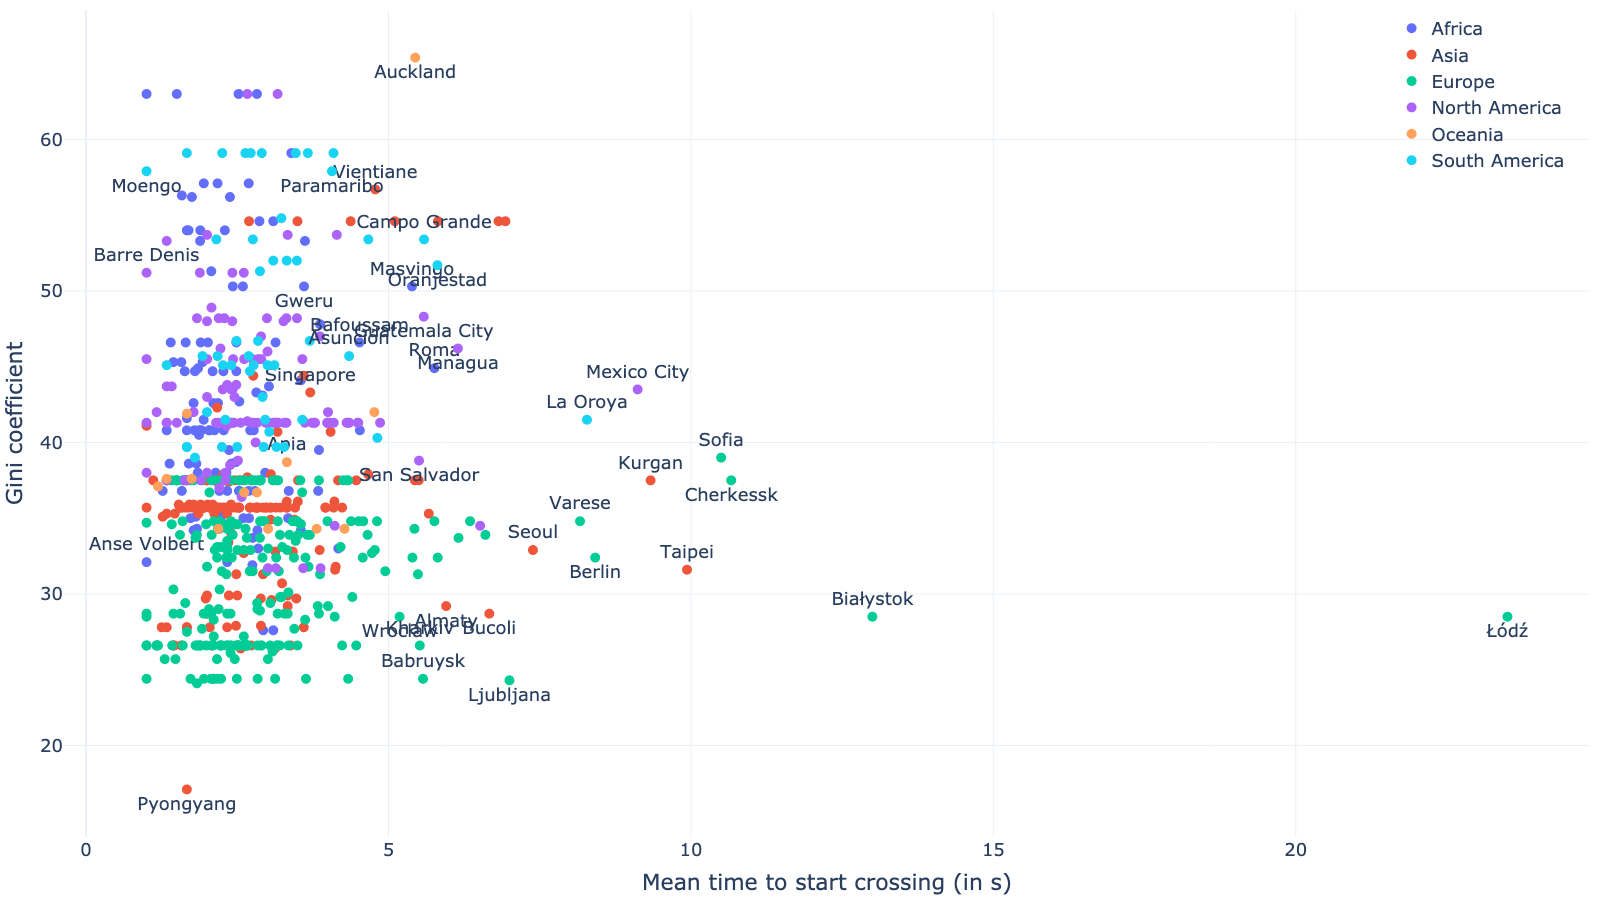 Africa
Asia
Europe
North America
Oceania
South America
Auckland
Vientiane
Moengo
Paramaribo
Campo Grande
Barre Denis
Masvingo
Oranjestad
Gweru
Bafoussam
Guatemala City
Asuncion
Roma
Managua
Singapore
Mexico City
La Oroya
Apia
Sofia
Kurgan
San Salvador
Cherkessk
Varese
Seoul
Anse Volbert
Taipei
Berlin
Białystok
Almaty
Wroclaw
Kharkiv
Bucoli
Łódź
Babruysk
Ljubljana
Pyongyang
60
50
40
30
20
Gini coefficient
0
5
10
15
20
Mean time to start crossing (in s)